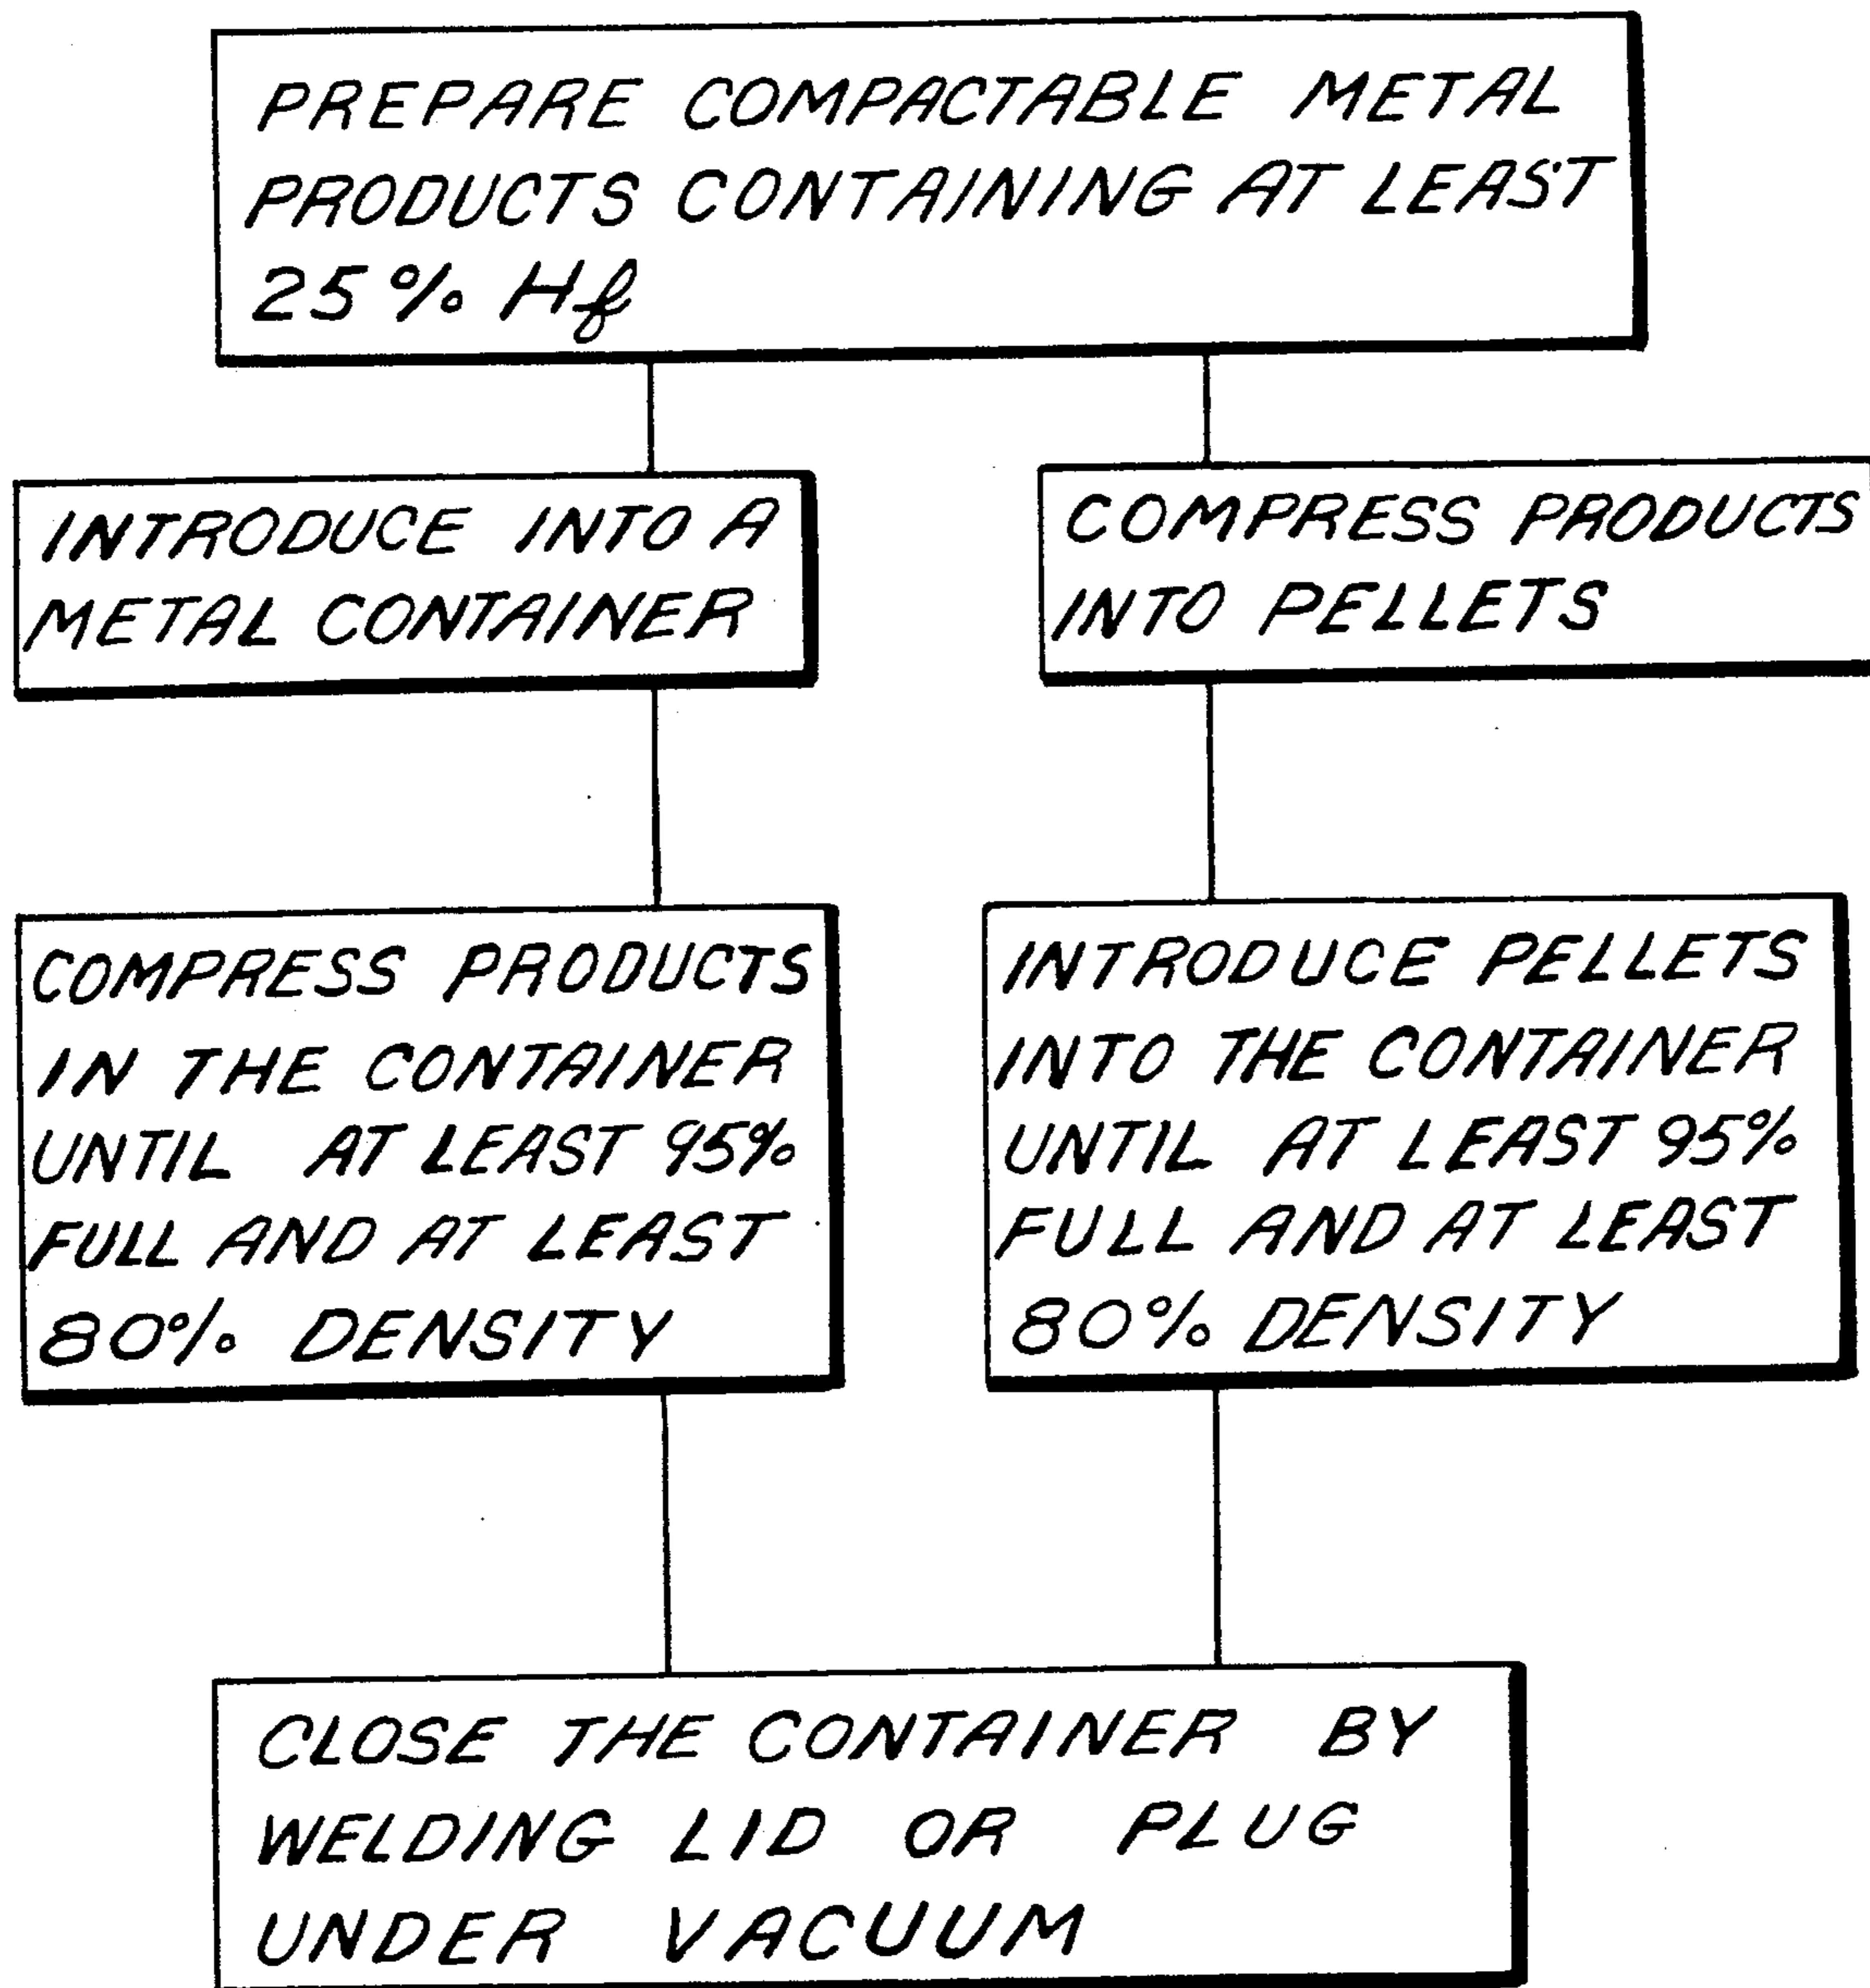 PREPARE COMPACTABLE METAL
PRODUCTS CONTAINING AT LEAST
25% Hf
INTRODUCE INTO A
METAL CONTAINER
COMPRESS PRODUCTS
INTO PELLETS
COMPRESS PRODUCTS
IN THE CONTAINER
UNTIL AT LEAST 95%
FULL AND AT LEAST
80% DENSITY
INTRODUCE PELLETS
INTO THE CONTAINER
UNTIL AT LEAST 95%
FULL AND AT LEAST
80% DENSITY
CLOSE THE CONTAINER BY
WELDING LID OR PLUG
UNDER VACUUM